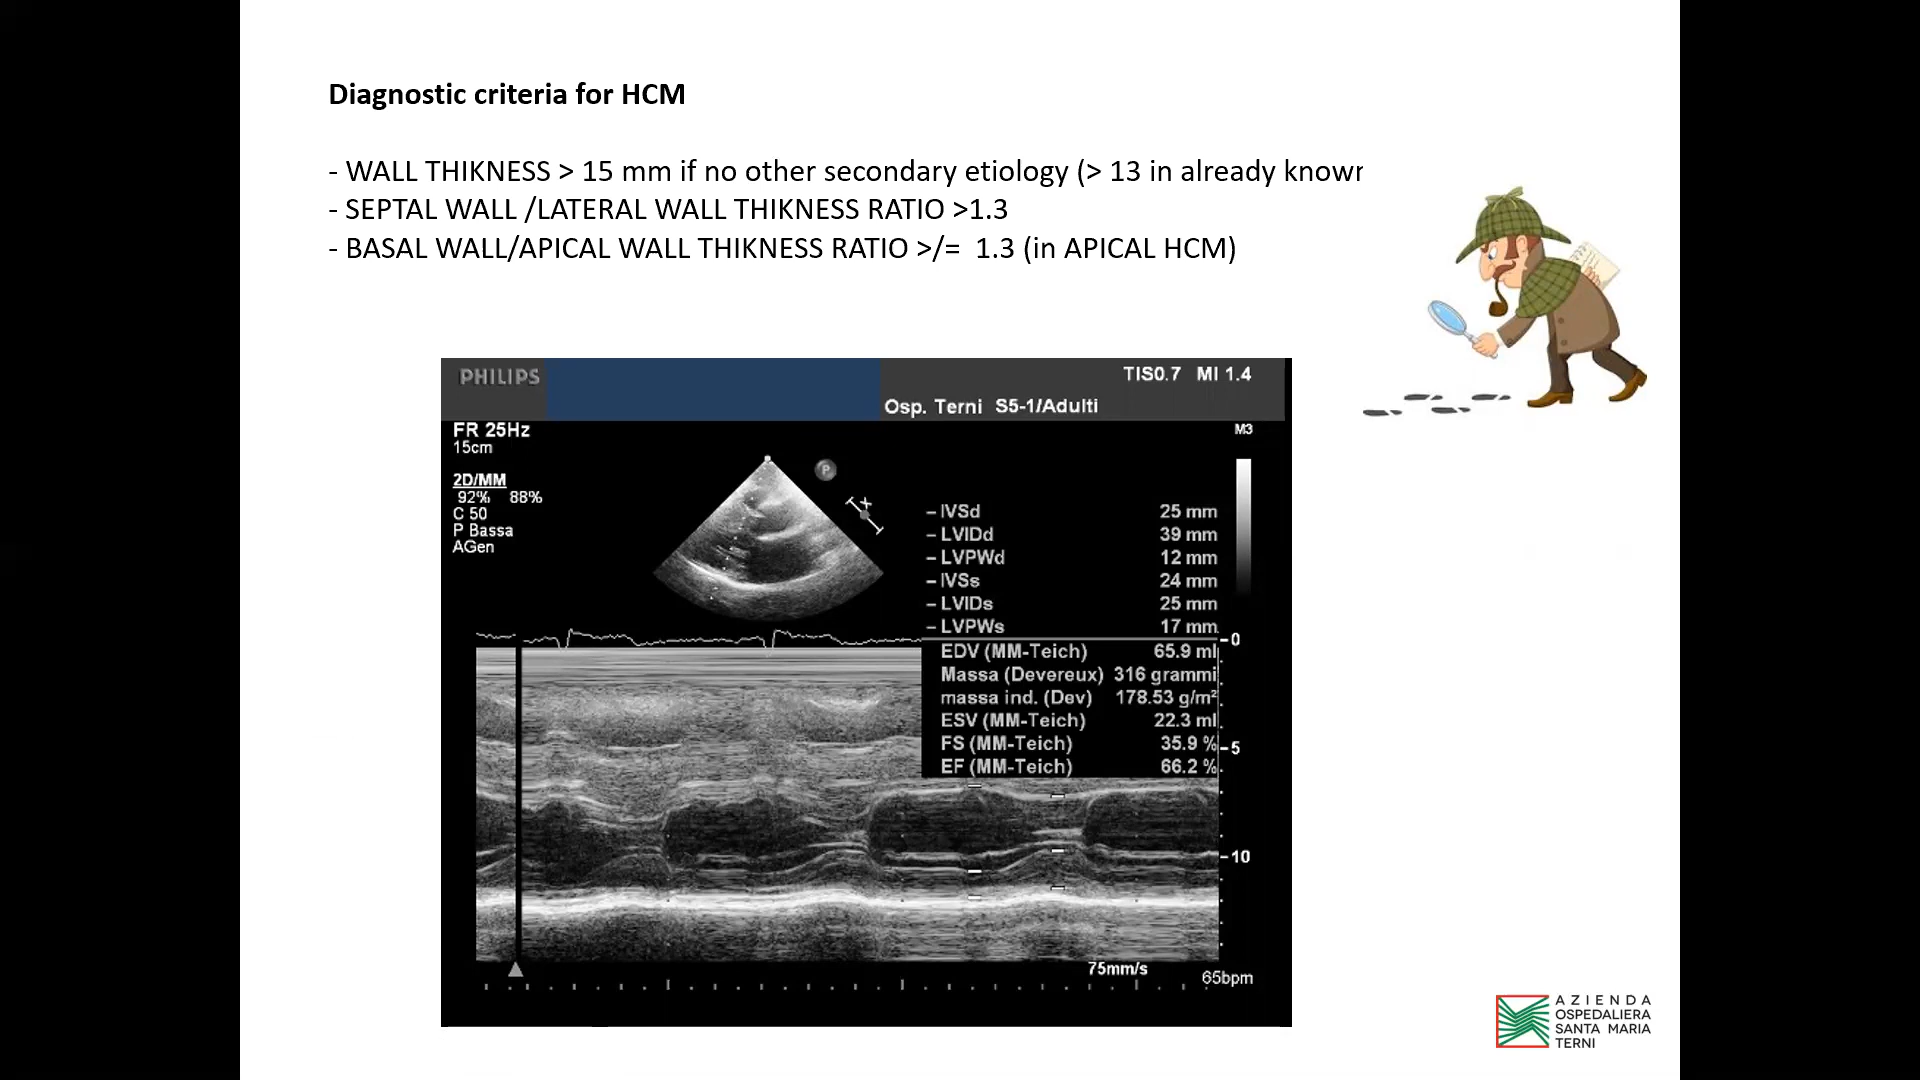 Diagnostic criteria for HCM
- WALL THIKNESS > 15 mm if no other secondary etiology (> 13 in already known
- SEPTAL WALL /LATERAL WALL THIKNESS RATIO >1.3
- BASAL WALL/APICAL WALL THIKNESS RATIO >/= 1.3 (in APICAL HCM)
PHILIPS
TIS0.7 MI 1.4
Osp. Terni S5-1/Adulti
FR 25Hz
15cm
M3
2D/MM
92% 88%
C 50
P Bassa
AGen
P
X
– IVSd 25 mm
– LVIDd 39 mm
– LVPWd 12 mm
– IVSs 24 mm
– LVIDs 25 mm
– LVPWs 17 mm
EDV (MM-Teich) 65.9 ml
Massa (Devereux) 316 grammi
massa ind. (Dev) 178.53 g/m²
ESV (MM-Teich) 22.3 ml
FS (MM-Teich) 35.9 %
EF (MM-Teich) 66.2 %
0
5
10
75mm/s
65bpm
AZIENDA
OSPEDALIERA
SANTA MARIA
TERNI